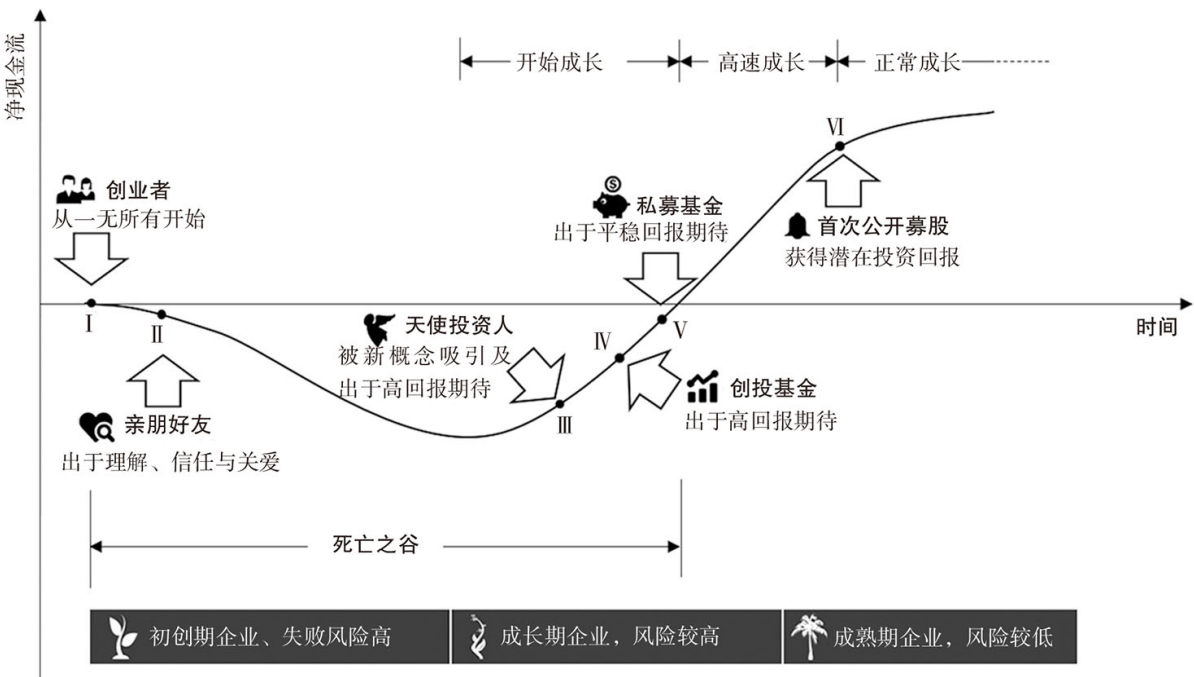 净现金流
开始成长
高速成长
正常成长
Ⅵ
创业者
从一无所有开始
私募基金
出于平稳回报期待
首次公开募股
获得潜在投资回报
Ⅰ
Ⅱ
天使投资人
被新概念吸引及
出于高回报期待
Ⅳ
Ⅴ
时间
Ⅲ
创投基金
出于高回报期待
亲朋好友
出于理解、信任与关爱
死亡之谷
初创期企业、失败风险高
成长期企业，风险较高
成熟期企业，风险较低